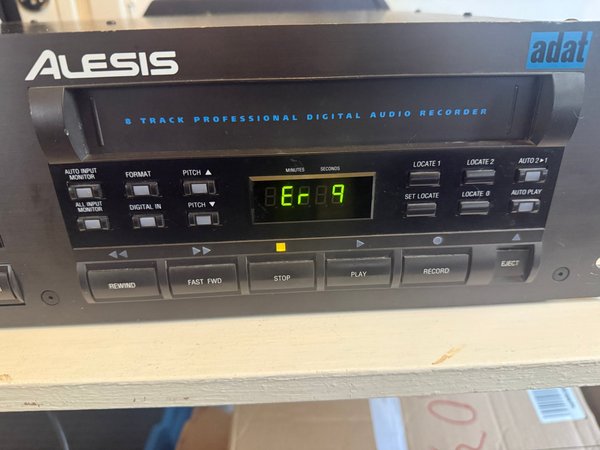 ALESIS
adat
8 TRACK PROFESSIONAL DIGITAL AUDIO RECORDER
AUTO INPUT
MONITOR
FORMAT
PITCH ▲
MINUTES
SECONDS
LOCATE 1
LOCATE 2
AUTO 2▸1
Er 9
ALL INPUT
MONITOR
DIGITAL IN
PITCH ▼
SET LOCATE
LOCATE 0
AUTO PLAY
REWIND
FAST FWD
STOP
PLAY
RECORD
EJECT
20